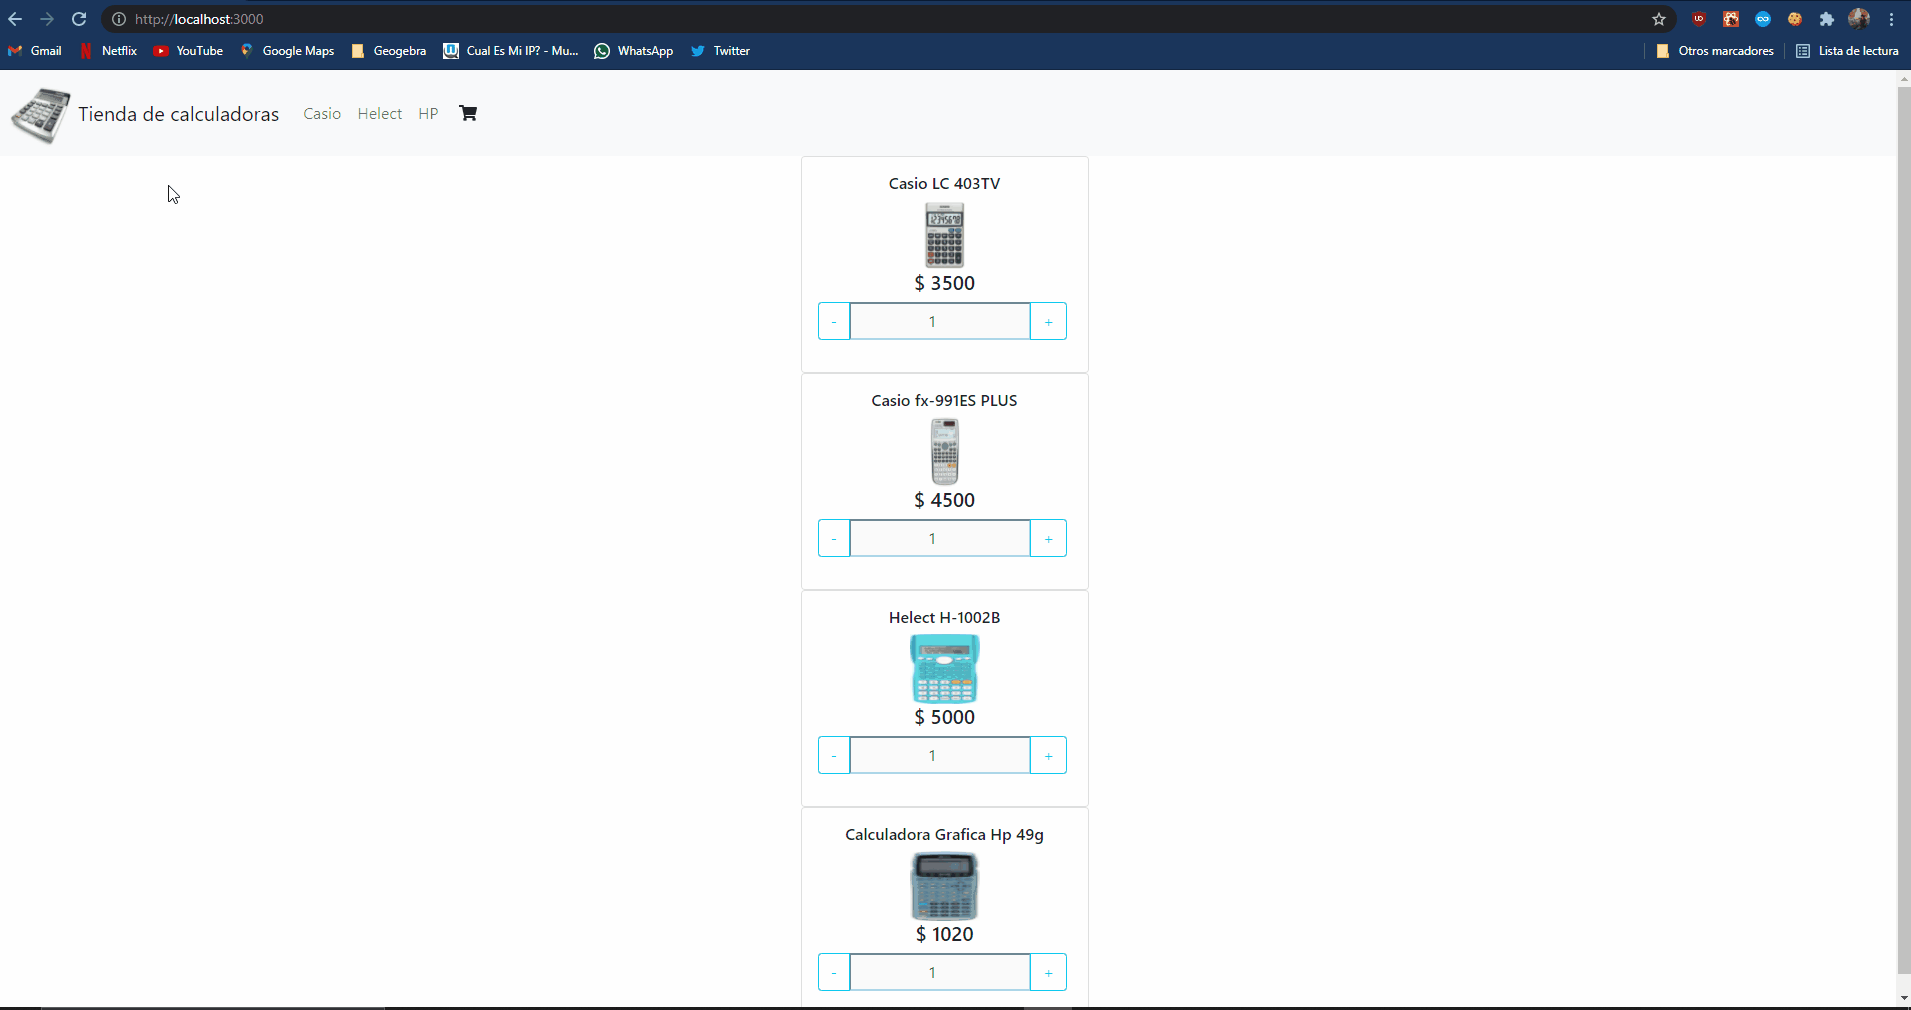 http://localhost:3000
Gmail Netflix YouTube Google Maps Geogebra Cual Es Mi IP? - Mu... WhatsApp Twitter Otros marcadores Lista de lectura
Tienda de calculadoras Casio Helect HP
Casio LC 403TV
$ 3500
- 1 +
Casio fx-991ES PLUS
$ 4500
- 1 +
Helect H-1002B
$ 5000
- 1 +
Calculadora Grafica Hp 49g
$ 1020
- 1 +